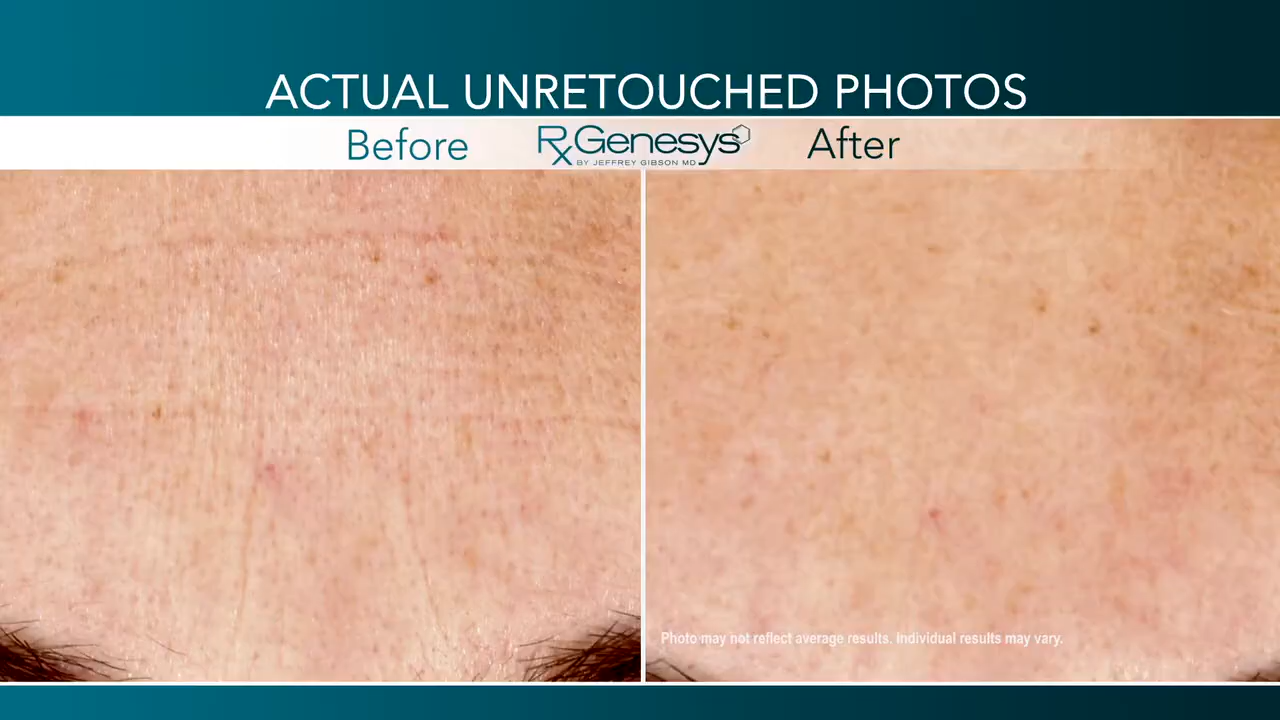 ACTUAL UNRETOUCHED PHOTOS
Before
RxGenesys
BY JEFFREY GIBSON MD
After
Photo may not reflect average results. Individual results may vary.